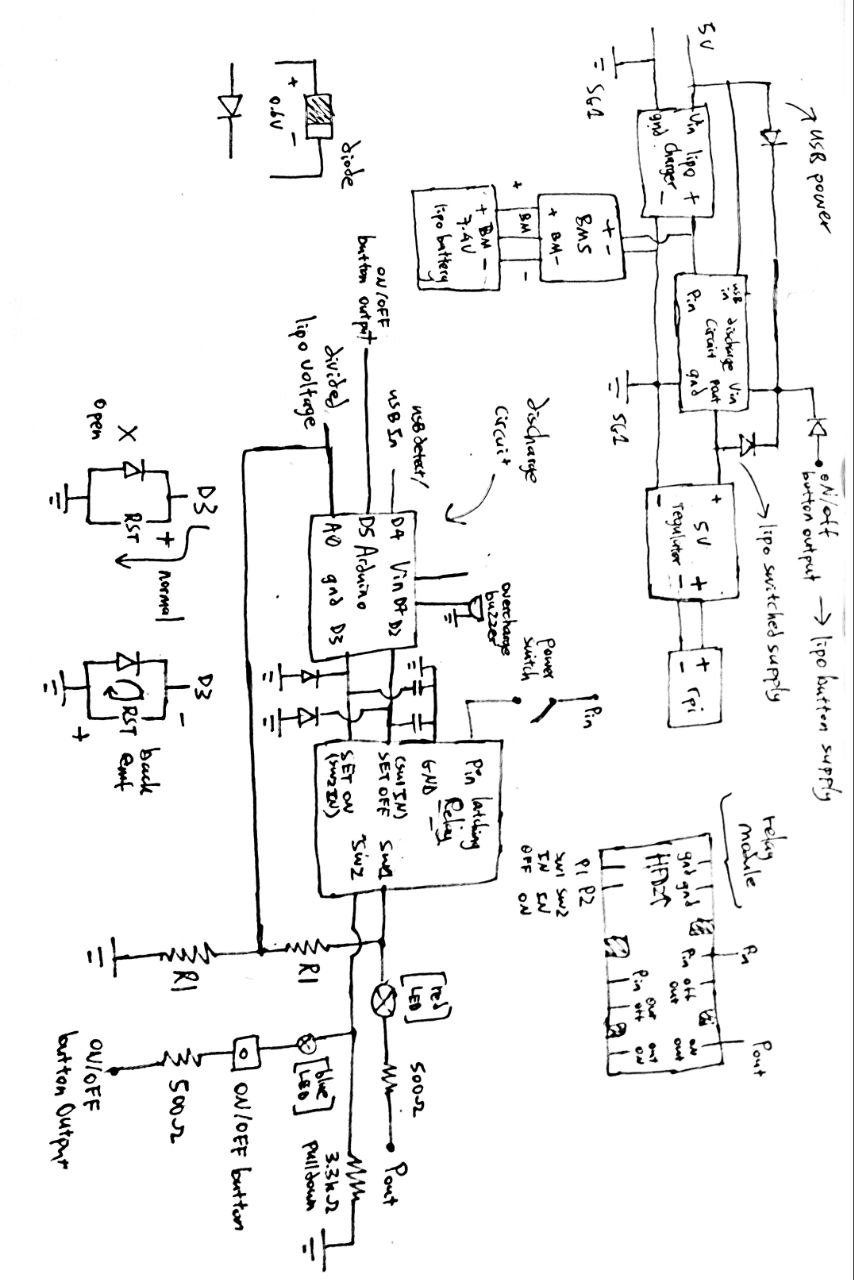 5V
SG1
Vin lipo +
gnd charger -
USB power
+ -
BMS
+ BM -
+
BM
-
+ BM -
7.4V
lipo battery
USB in
discharge circuit
Vin
Pin
gnd
Pout
SG1
ON/off
button output
lipo button supply
lipo switched supply
+
5V
regulator
-
+
-
+
rpi
-
diode
+ 0.6V -
discharge
circuit
USB detect/
USB In
ON/OFF
button output
divided
lipo voltage
D4 Vin D7 D2
D5 Arduino
A0 gnd D3
overcharge
buzzer
power
switch
Pin
Pin latching
Relay
GND
(SW1 IN)
SET OFF
SW1
SET ON
(SW2 IN)
SW2
relay
module
gnd gnd
HFD2
Pin off out
on out
Pin out off
out ON
Pin
Pout
P1 P2
SW1 SW2
IN IN
OFF ON
D3
X
open
RST
+
normal
D3
-
RST
+
back
emf
R1
R1
[red
LED]
500Ω
Pout
[blue
LED]
3.3kΩ
pulldown
ON/OFF button
500Ω
ON/OFF
button output